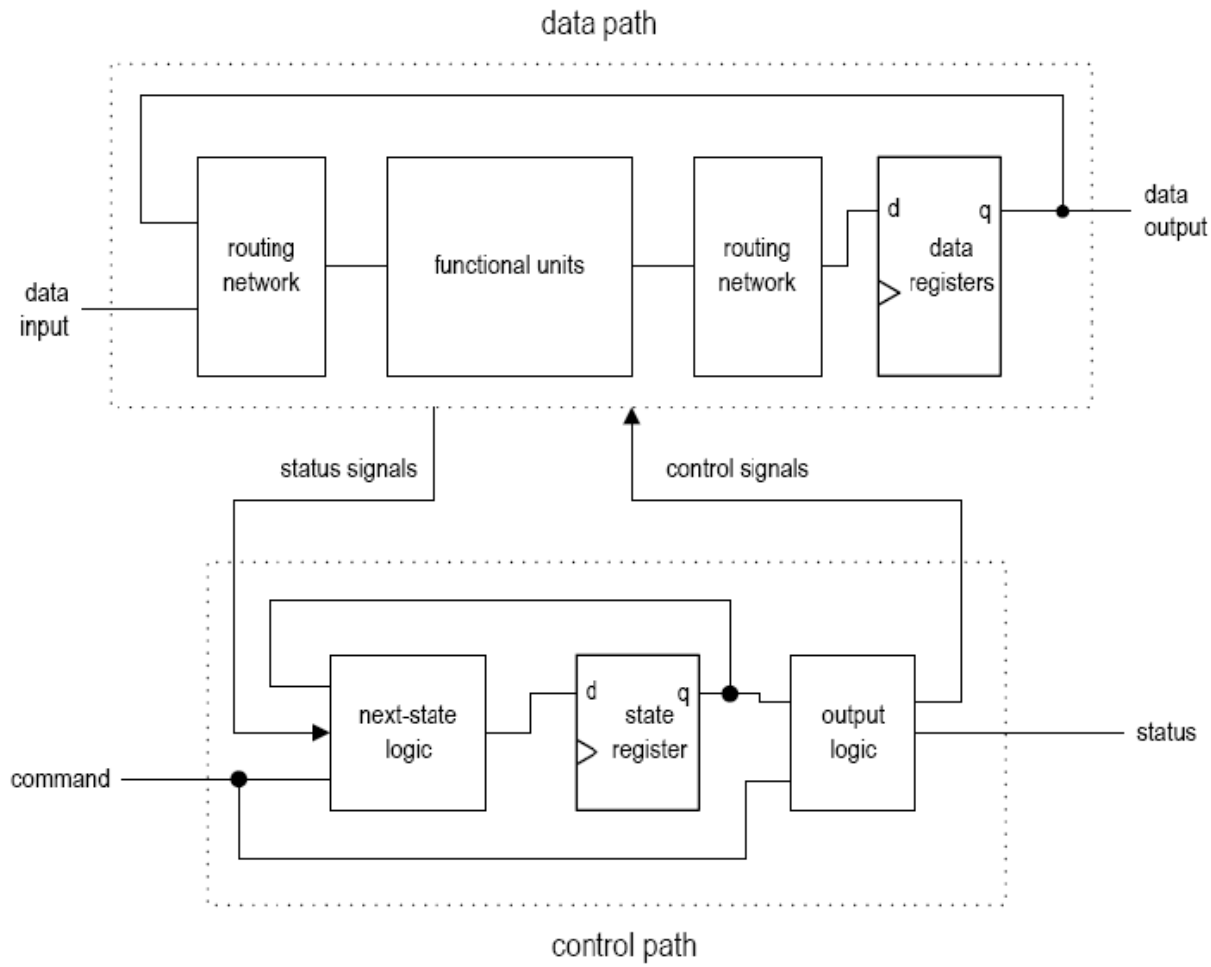 data path
routing
network
functional units
routing
network
d
q
data
registers
data
output
data
input
status signals
control signals
next-state
logic
d
q
state
register
output
logic
status
command
control path